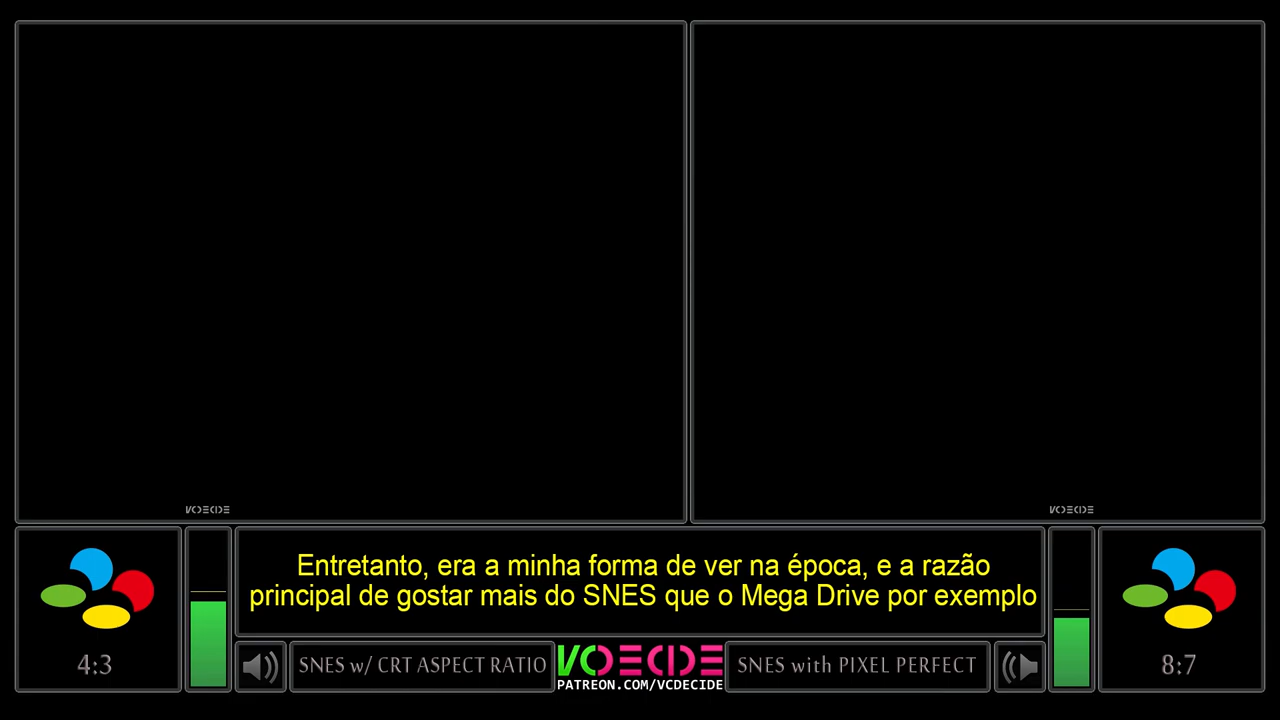 VCDECIDE
VCDECIDE
Entretanto, era a minha forma de ver na época, e a razão
principal de gostar mais do SNES que o Mega Drive por exemplo
4:3
SNES w/ CRT ASPECT RATIO
VCDECIDE
PATREON.COM/VCDECIDE
SNES with PIXEL PERFECT
8:7